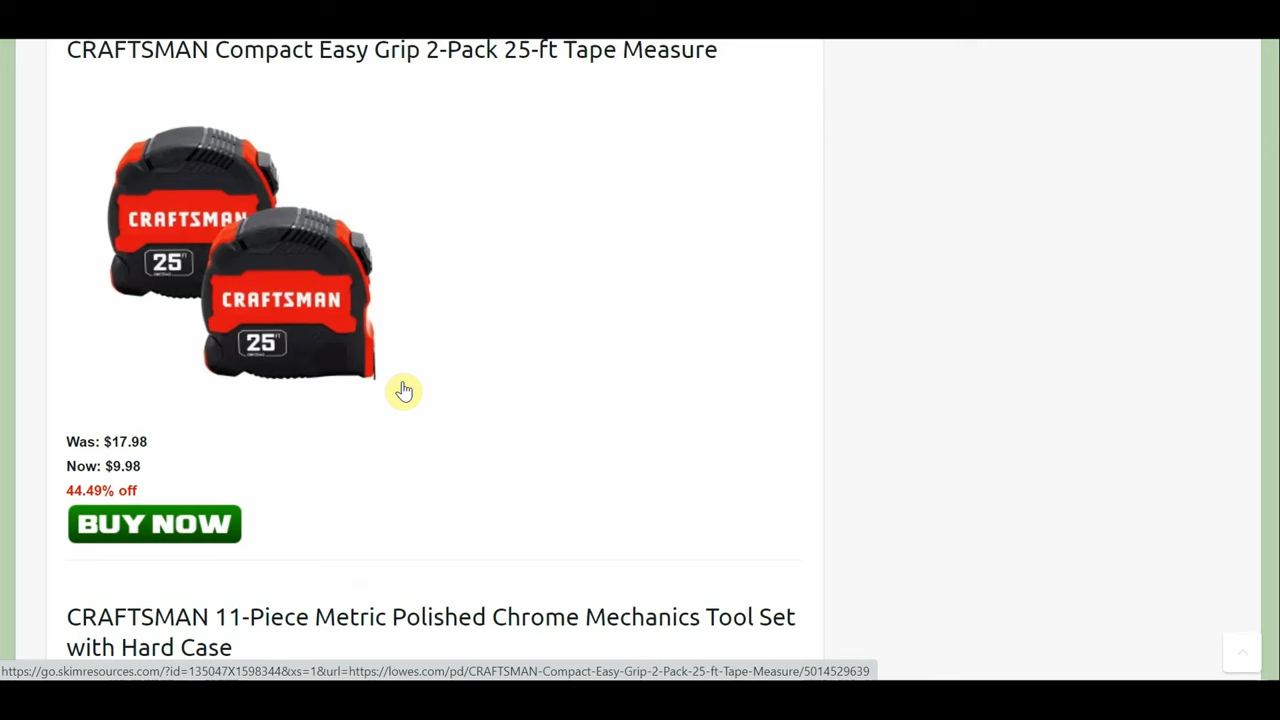 CRAFTSMAN Compact Easy Grip 2-Pack 25-ft Tape Measure
CRAFTSMAN
25 FT
CRAFTSMAN
25 FT
Was: $17.98
Now: $9.98
44.49% off
BUY NOW
CRAFTSMAN 11-Piece Metric Polished Chrome Mechanics Tool Set
with Hard Case
https://go.skimresources.com/?id=135047X1598344&xs=1&url=https://lowes.com/pd/CRAFTSMAN-Compact-Easy-Grip-2-Pack-25-ft-Tape-Measure/5014529639